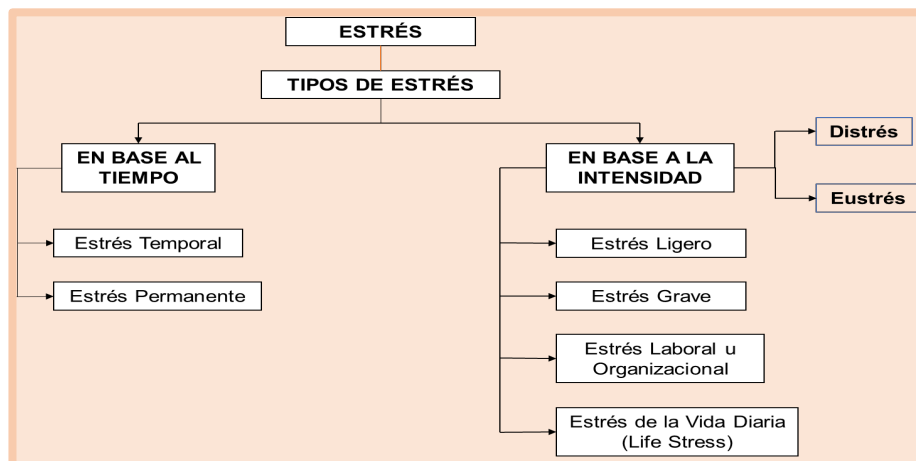 ESTRÉS
TIPOS DE ESTRÉS
EN BASE AL
TIEMPO
Estrés Temporal
Estrés Permanente
EN BASE A LA
INTENSIDAD
Distrés
Eustrés
Estrés Ligero
Estrés Grave
Estrés Laboral u
Organizacional
Estrés de la Vida Diaria
(Life Stress)